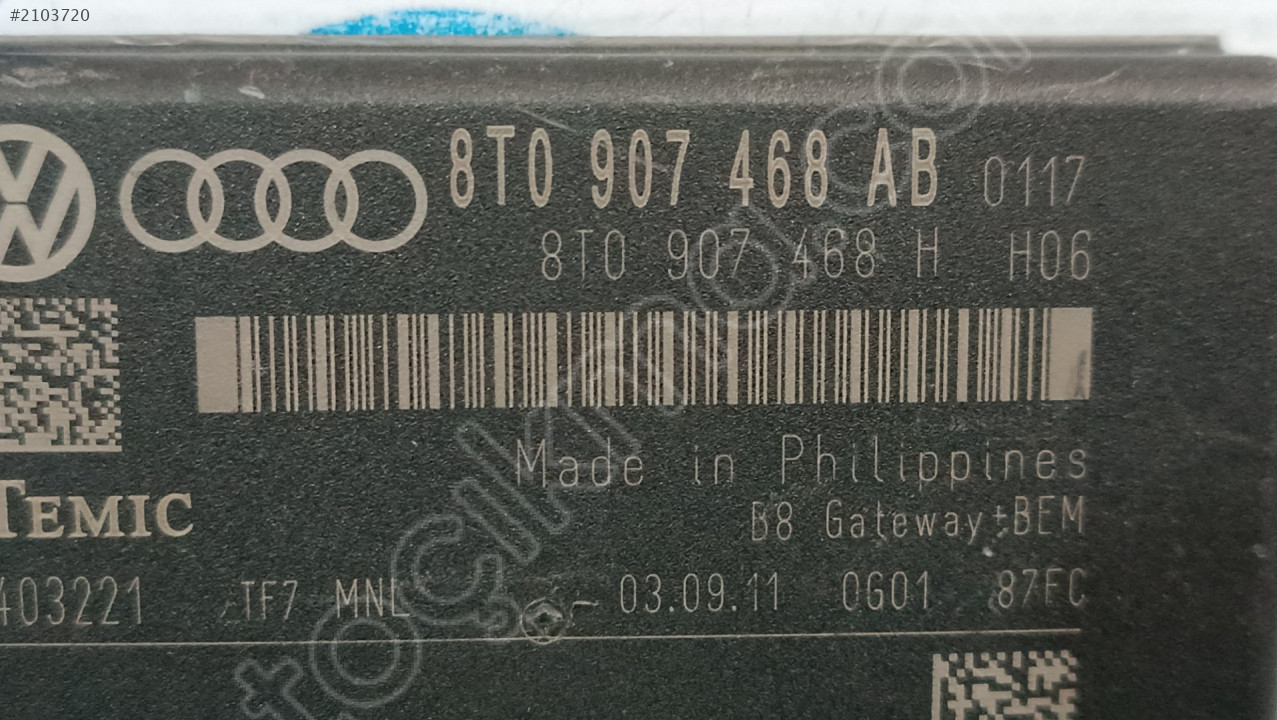 #2103720
8T0 907 468 AB 0117
8T0 907 468 H H06
Made in Philippines
B8 Gateway+BEM
TEMIC
403221 TF7 MNL 03.09.11 0G01 87FC